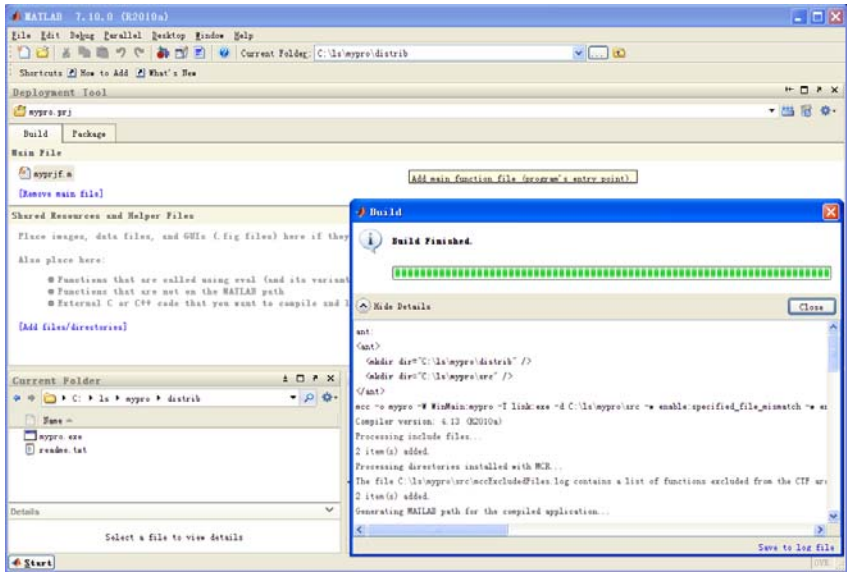 MATLAB 7.10.0 (R2010a)
File Edit Debug Parallel Desktop Window Help
Current Folder: C:\ls\mypro\distrib
Shortcuts How to Add What's New
Deployment Tool
mypro.prj
Build Package
Main File
myprjf.m
Add main function file (program's entry point)
[Remove main file]
Shared Resources and Helper Files
Place images, data files, and GUIs (.fig files) here if they
Also place here:
Functions that are called using eval (and its variant
Functions that are not on the MATLAB path
External C or C++ code that you want to compile and l
[Add files/directories]
Current Folder
C: ls mypro distrib
Name
mypro.exe
readme.txt
Details
Select a file to view details
Start
OVR
Build
Build Finished.
Hide Details
Close
ant:
<ant>
<mkdir dir="C:\ls\mypro\distrib" />
<mkdir dir="C:\ls\mypro\src" />
</ant>
mcc -o mypro -W WinMain:mypro -T link:exe -d C:\ls\mypro\src -w enable:specified_file_mismatch -w en
Compiler version: 4.13 (R2010a)
Processing include files...
2 item(s) added.
Processing directories installed with MCR...
The file C:\ls\mypro\src\mccExcludedFiles.log contains a list of functions excluded from the CTF arc
2 item(s) added.
Generating MATLAB path for the compiled application...
Save to log file